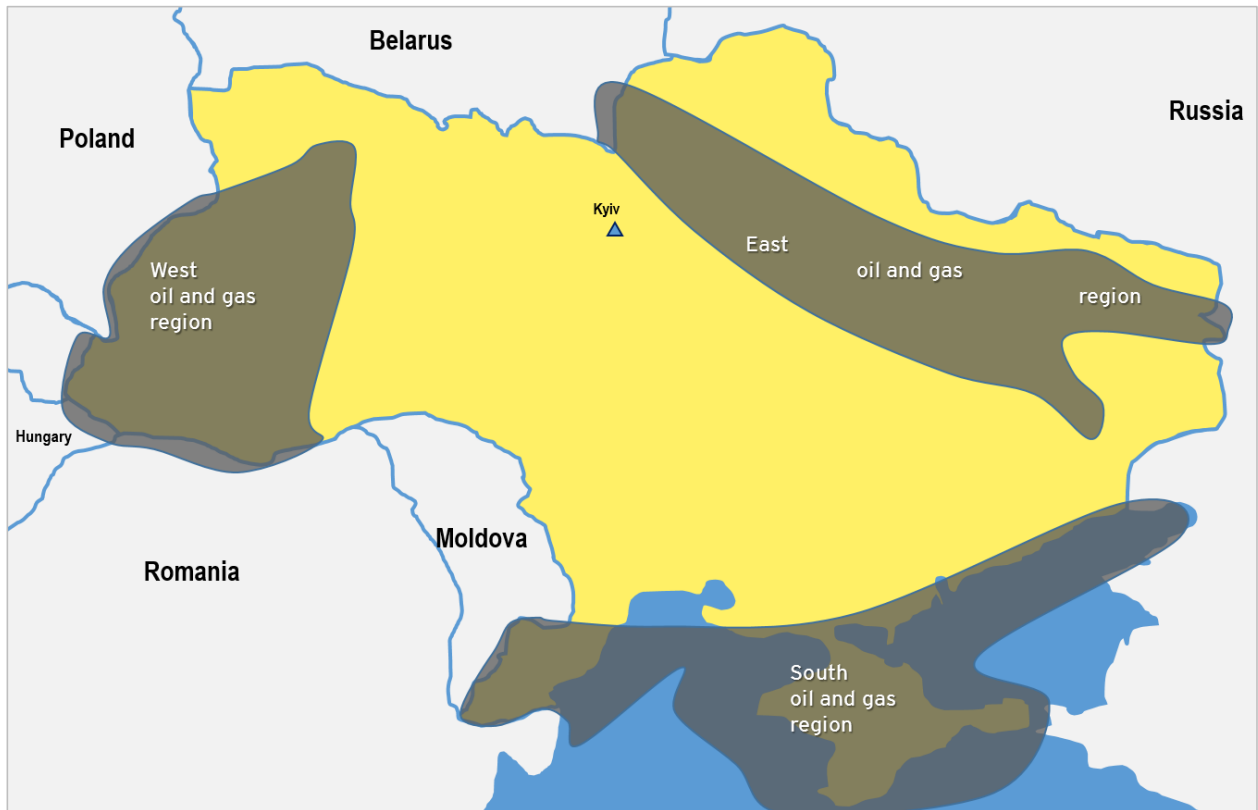 Belarus
Russia
Poland
Kyiv
East
oil and gas
region
West
oil and gas
region
Hungary
Moldova
Romania
South
oil and gas
region